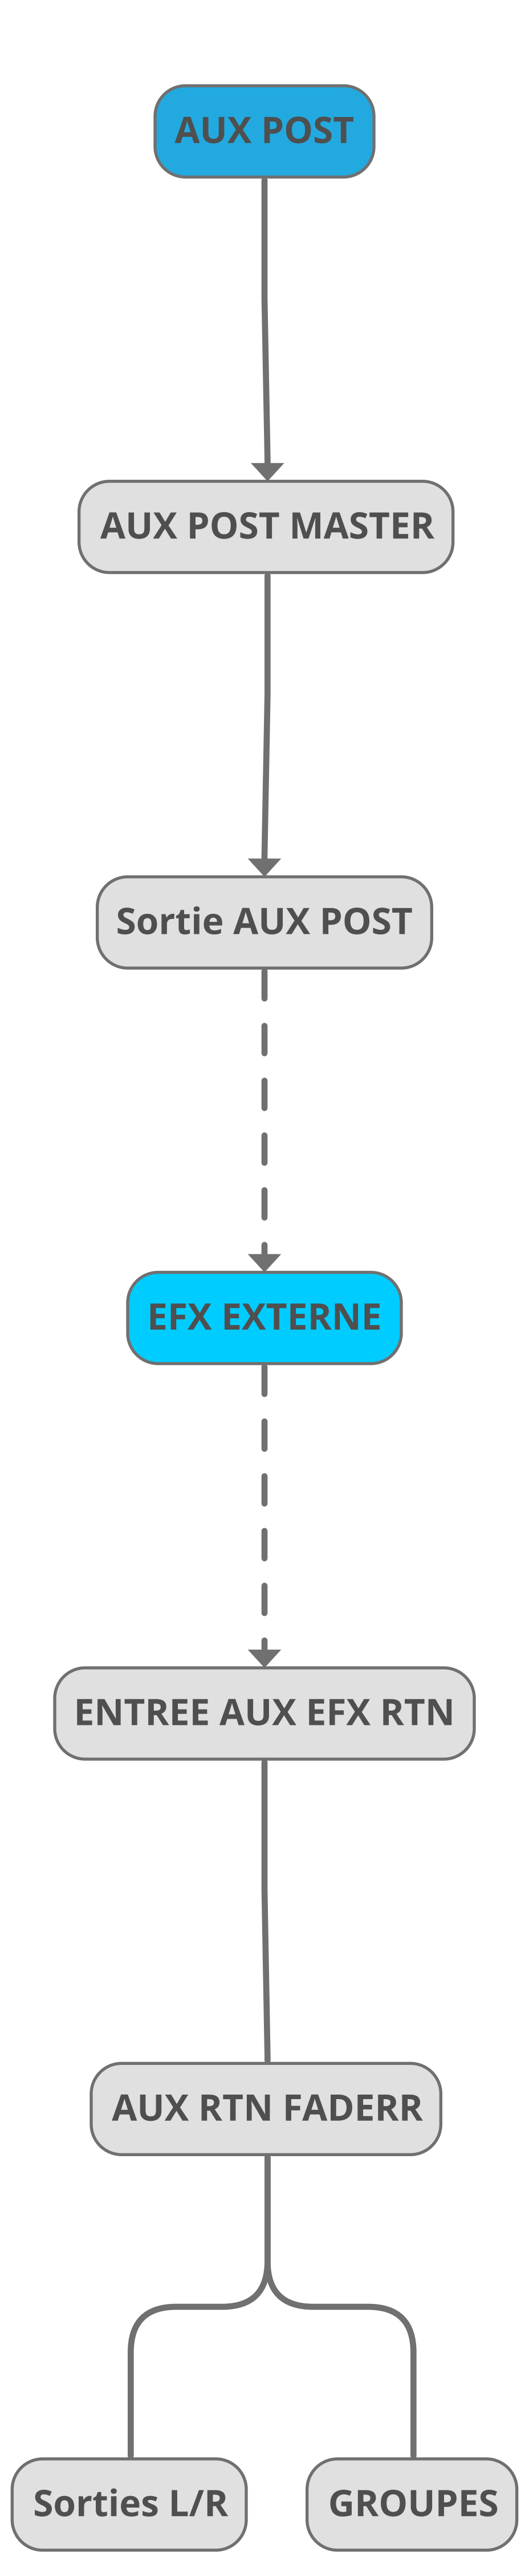 AUX POST
AUX POST MASTER
Sortie AUX POST
EFX EXTERNE
ENTREE AUX EFX RTN
AUX RTN FADERR
Sorties L/R
GROUPES